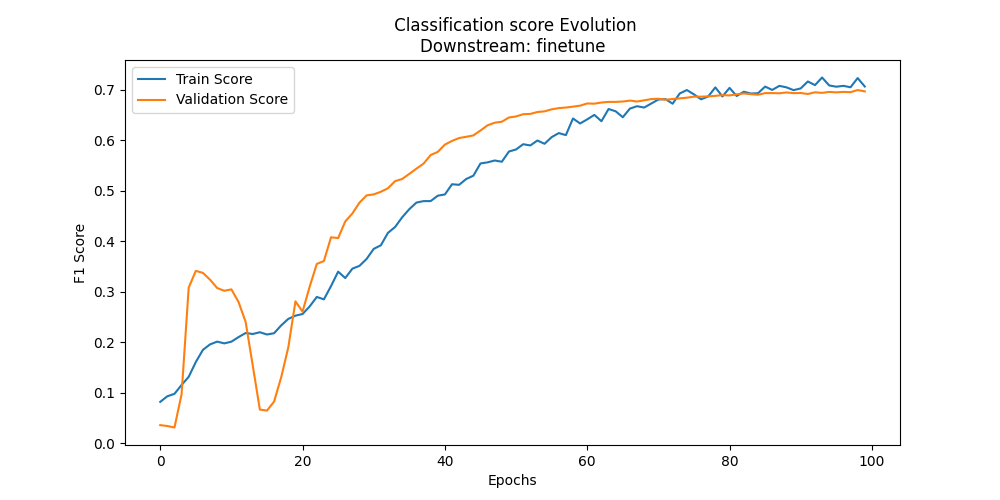 Classification score Evolution
Downstream: finetune
Train Score
Validation Score
F1 Score
0.7
0.6
0.5
0.4
0.3
0.2
0.1
0.0
0 20 40 60 80 100
Epochs